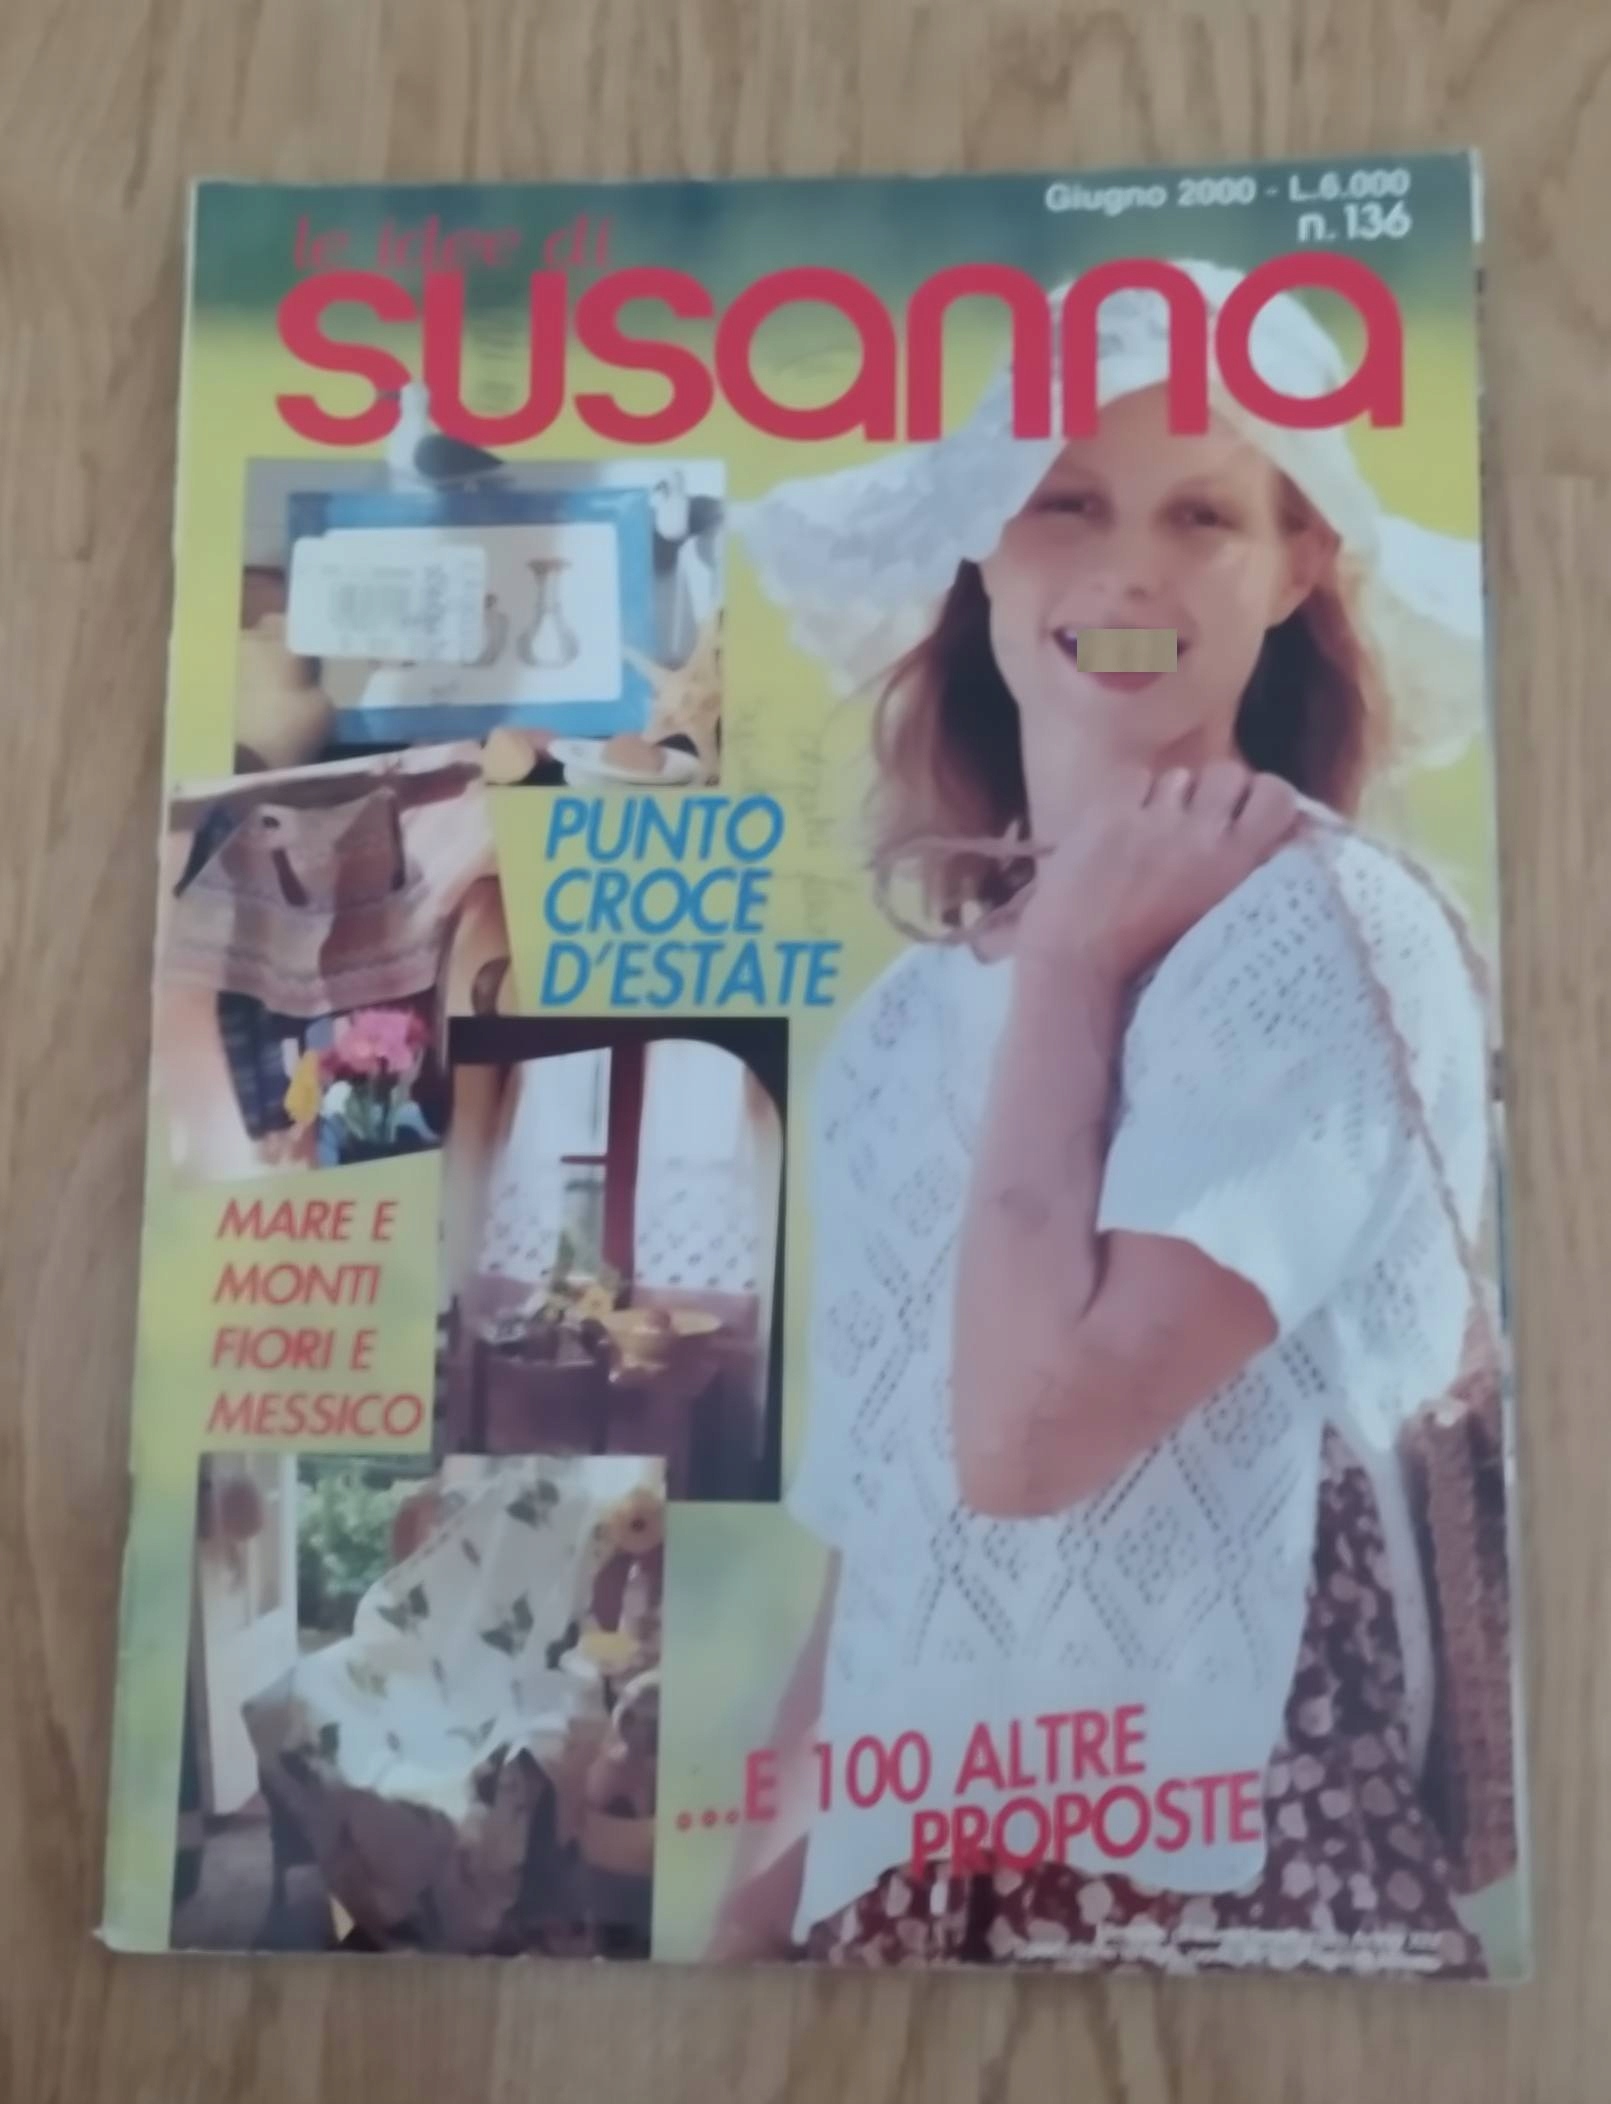 Giugno 2000 - L.6.000
n.136
le idee di
susanna
PUNTO
CROCE
D'ESTATE
MARE E
MONTI
FIORI E
MESSICO
...E 100 ALTRE
PROPOSTE